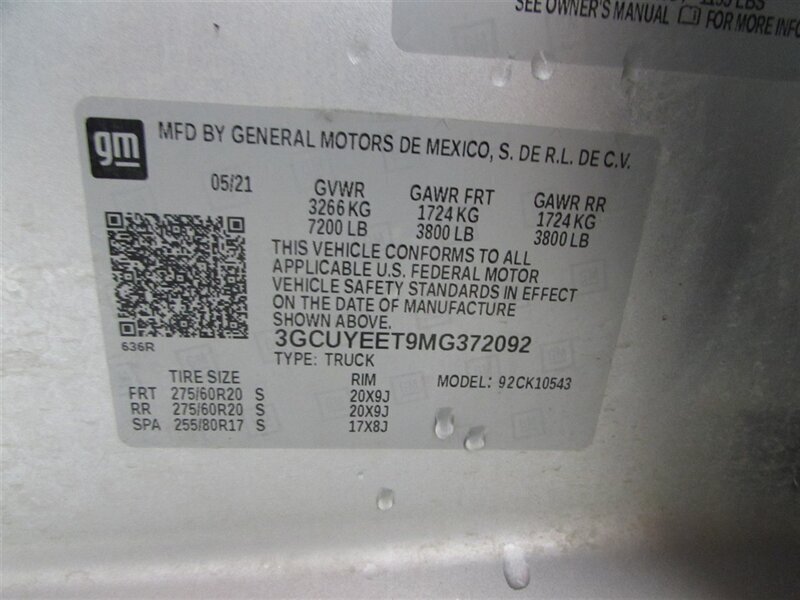 LBS
SEE OWNER'S MANUAL FOR MORE INFO
gm
MFD BY GENERAL MOTORS DE MEXICO, S. DE R.L. DE C.V.
05/21 GVWR GAWR FRT GAWR RR
3266 KG 1724 KG 1724 KG
7200 LB 3800 LB 3800 LB
THIS VEHICLE CONFORMS TO ALL
APPLICABLE U.S. FEDERAL MOTOR
VEHICLE SAFETY STANDARDS IN EFFECT
ON THE DATE OF MANUFACTURE
SHOWN ABOVE.
636R
3GCUYEET9MG372092
TYPE: TRUCK
TIRE SIZE RIM MODEL: 92CK10543
FRT 275/60R20 S 20X9J
RR 275/60R20 S 20X9J
SPA 255/80R17 S 17X8J